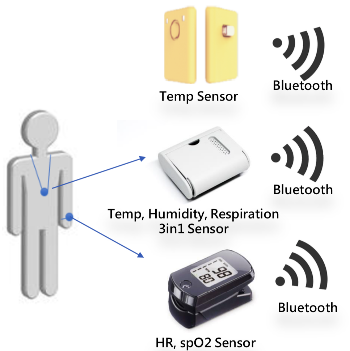 Temp Sensor
Bluetooth
Temp, Humidity, Respiration
3in1 Sensor
Bluetooth
HR, spO2 Sensor
Bluetooth